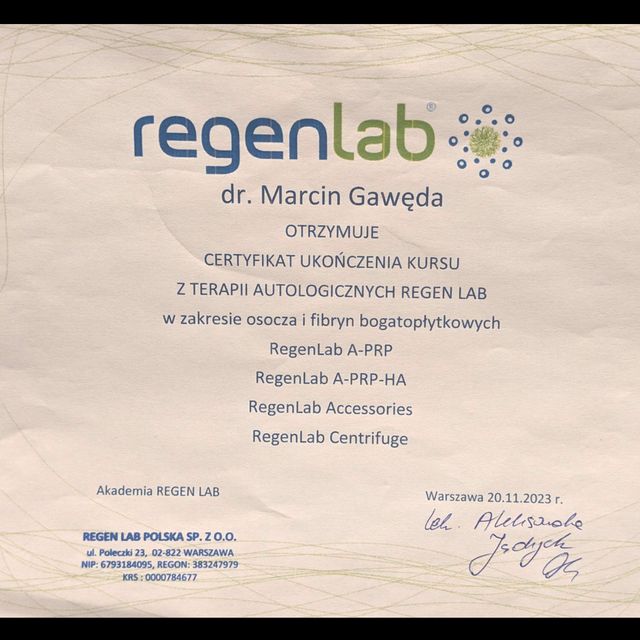 regenlab®
dr. Marcin Gawęda
OTRZYMUJE
CERTYFIKAT UKOŃCZENIA KURSU
Z TERAPII AUTOLOGICZNYCH REGEN LAB
w zakresie osocza i fibryn bogatopłytkowych
RegenLab A-PRP
RegenLab A-PRP-HA
RegenLab Accessories
RegenLab Centrifuge
Akademia REGEN LAB
Warszawa 20.11.2023 r.
lek. Aleksandra
REGEN LAB POLSKA SP. Z O.O.
ul. Poleczki 23, 02-822 WARSZAWA
NIP: 6793184095, REGON: 383247979
KRS : 0000784677